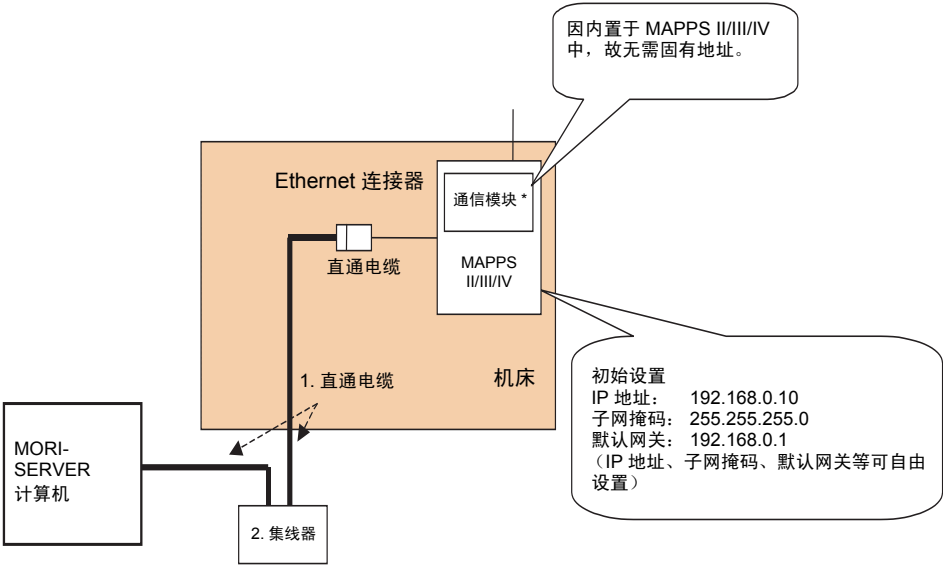 因内置于 MAPPS II/III/IV
中，故无需固有地址。
Ethernet 连接器
通信模块 *
直通电缆
MAPPS
II/III/IV
1. 直通电缆
机床
初始设置
IP 地址： 192.168.0.10
子网掩码： 255.255.255.0
默认网关： 192.168.0.1
（IP 地址、子网掩码、默认网关等可自由
设置）
MORI-
SERVER
计算机
2. 集线器